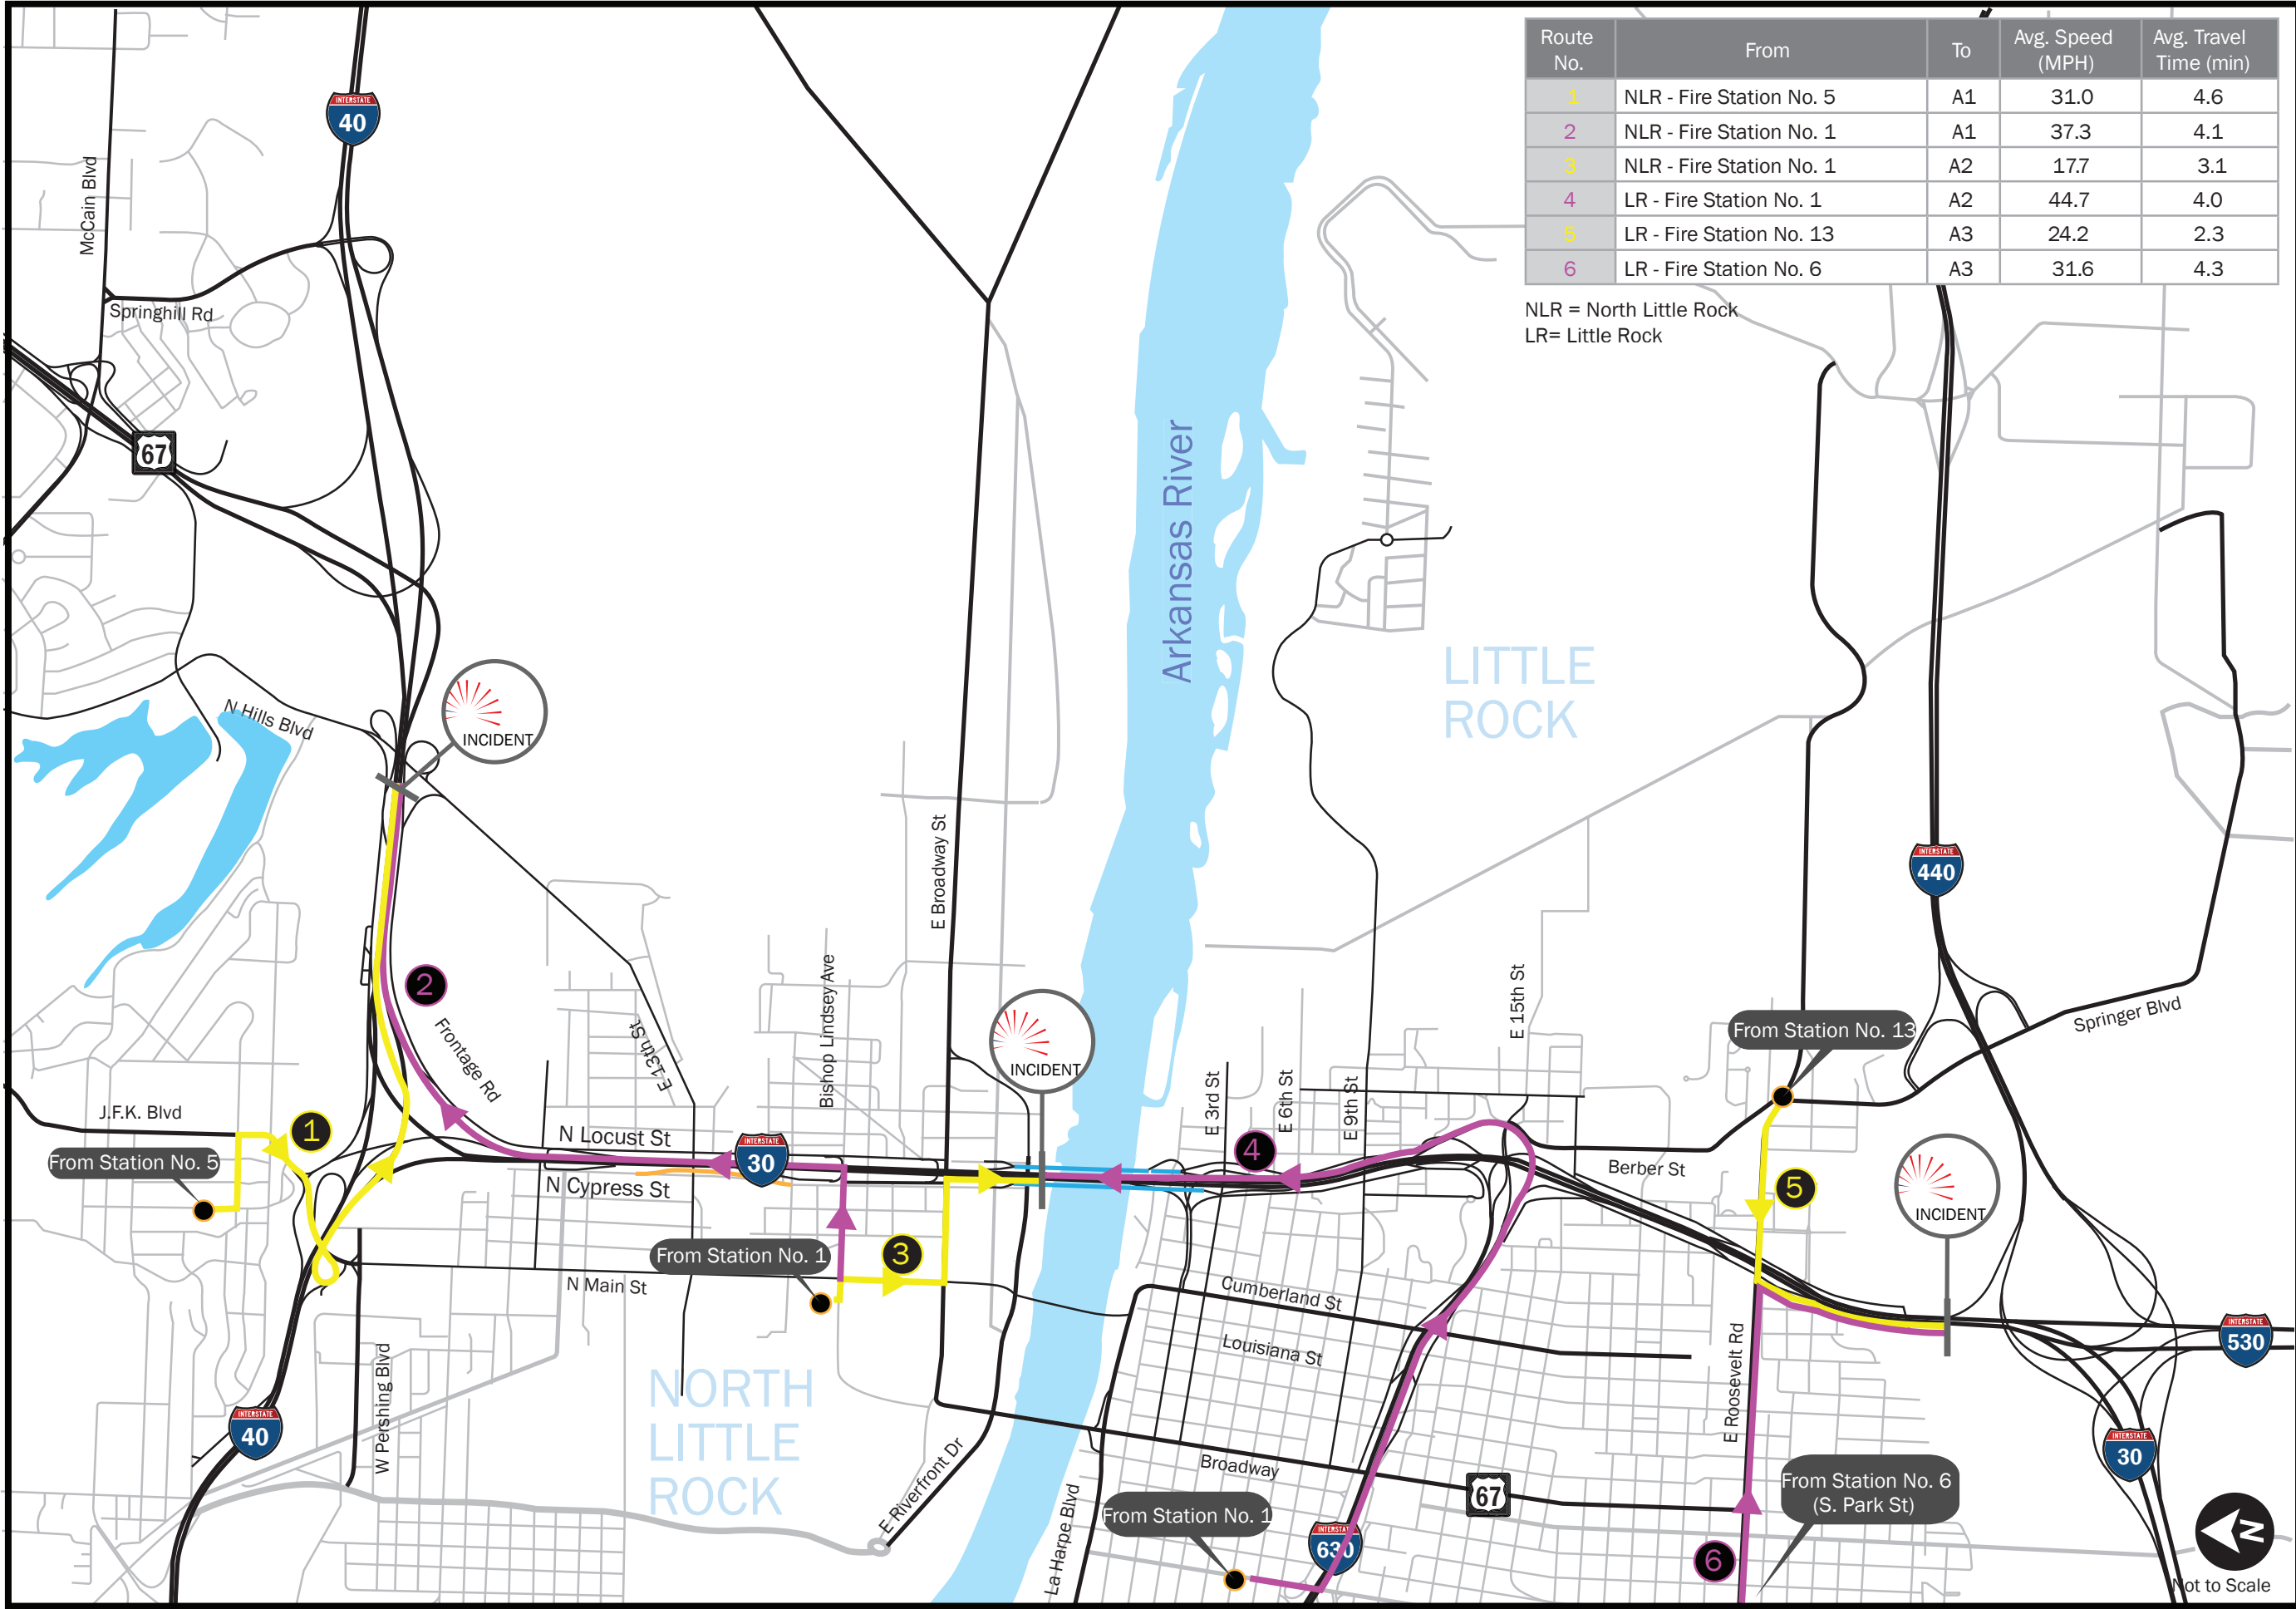 Route No. From To Avg. Speed (MPH) Avg. Travel Time (min)
1 NLR - Fire Station No. 5 A1 31.0 4.6
2 NLR - Fire Station No. 1 A1 37.3 4.1
3 NLR - Fire Station No. 1 A2 17.7 3.1
4 LR - Fire Station No. 1 A2 44.7 4.0
5 LR - Fire Station No. 13 A3 24.2 2.3
6 LR - Fire Station No. 6 A3 31.6 4.3
NLR = North Little Rock
LR= Little Rock
INTERSTATE
40
McCain Blvd
Springhill Rd
67
N Hills Blvd
INCIDENT
Arkansas River
LITTLE
ROCK
E Broadway St
INTERSTATE
440
2
Frontage Rd
E 13th St
Bishop Lindsey Ave
INCIDENT
E 15th St
From Station No. 13
Springer Blvd
J.F.K. Blvd
1
From Station No. 5
N Locust St
INTERSTATE
30
N Cypress St
E 3rd St
4
E 6th St
E 9th St
Berber St
5
INCIDENT
From Station No. 1
3
N Main St
Cumberland St
Louisiana St
E Roosevelt Rd
INTERSTATE
530
NORTH
LITTLE
ROCK
W Pershing Blvd
INTERSTATE
40
E Riverfront Dr
La Harpe Blvd
Broadway
67
INTERSTATE
30
From Station No. 1
INTERSTATE
630
From Station No. 6
(S. Park St)
6
N
Not to Scale